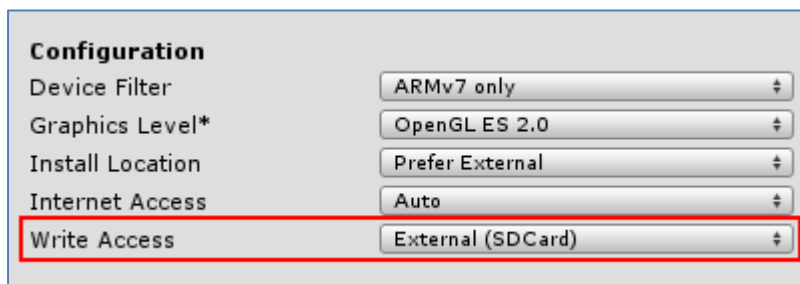 Configuration
Device Filter ARMv7 only
Graphics Level* OpenGL ES 2.0
Install Location Prefer External
Internet Access Auto
Write Access External (SDCard)